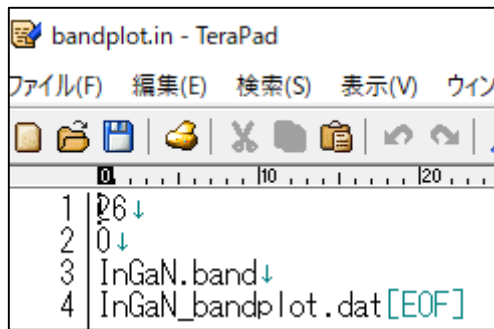 bandplot.in - TeraPad
ファイル(F) 編集(E) 検索(S) 表示(V) ウィン
0 10 20
1 26↓
2 0↓
3 InGaN.band↓
4 InGaN_bandplot.dat[EOF]